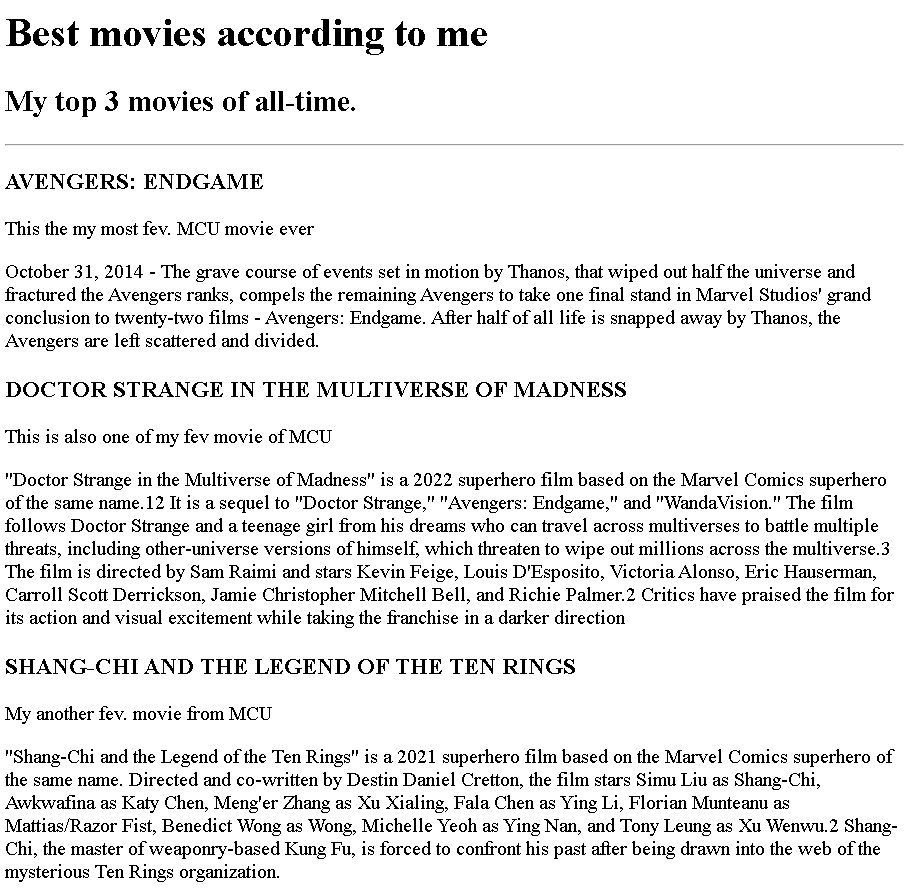 Best movies according to me
My top 3 movies of all-time.
AVENGERS: ENDGAME
This the my most fev. MCU movie ever
October 31, 2014 - The grave course of events set in motion by Thanos, that wiped out half the universe and
fractured the Avengers ranks, compels the remaining Avengers to take one final stand in Marvel Studios' grand
conclusion to twenty-two films - Avengers: Endgame. After half of all life is snapped away by Thanos, the
Avengers are left scattered and divided.
DOCTOR STRANGE IN THE MULTIVERSE OF MADNESS
This is also one of my fev movie of MCU
"Doctor Strange in the Multiverse of Madness" is a 2022 superhero film based on the Marvel Comics superhero
of the same name.12 It is a sequel to "Doctor Strange," "Avengers: Endgame," and "WandaVision." The film
follows Doctor Strange and a teenage girl from his dreams who can travel across multiverses to battle multiple
threats, including other-universe versions of himself, which threaten to wipe out millions across the multiverse.3
The film is directed by Sam Raimi and stars Kevin Feige, Louis D'Esposito, Victoria Alonso, Eric Hauserman,
Carroll Scott Derrickson, Jamie Christopher Mitchell Bell, and Richie Palmer.2 Critics have praised the film for
its action and visual excitement while taking the franchise in a darker direction
SHANG-CHI AND THE LEGEND OF THE TEN RINGS
My another fev. movie from MCU
"Shang-Chi and the Legend of the Ten Rings" is a 2021 superhero film based on the Marvel Comics superhero of
the same name. Directed and co-written by Destin Daniel Cretton, the film stars Simu Liu as Shang-Chi,
Awkwafina as Katy Chen, Meng'er Zhang as Xu Xialing, Fala Chen as Ying Li, Florian Munteanu as
Mattias/Razor Fist, Benedict Wong as Wong, Michelle Yeoh as Ying Nan, and Tony Leung as Xu Wenwu.2 Shang-
Chi, the master of weaponry-based Kung Fu, is forced to confront his past after being drawn into the web of the
mysterious Ten Rings organization.